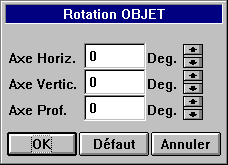 Rotation OBJET
Axe Horiz. 0 Deg.
Axe Vertic. 0 Deg.
Axe Prof. 0 Deg.
OK Défaut Annuler